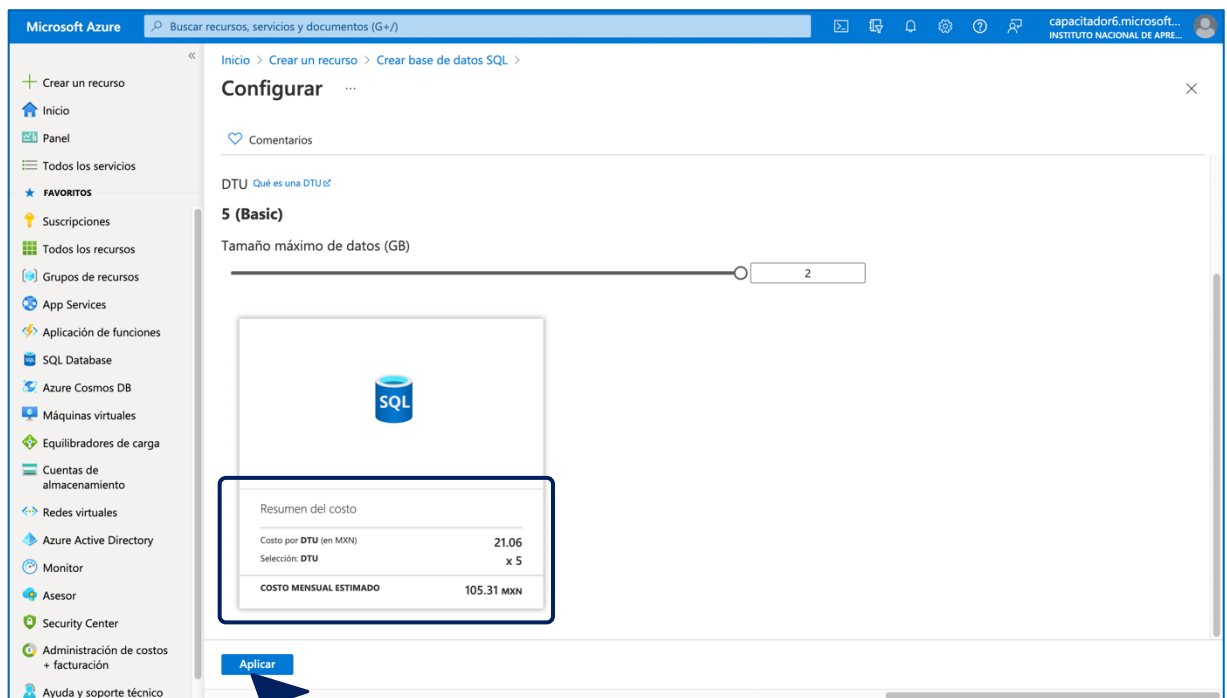 Microsoft Azure
Buscar recursos, servicios y documentos (G+/)
capacitador6.microsoft...
INSTITUTO NACIONAL DE APRE...
«
Crear un recurso
Inicio
Panel
Todos los servicios
FAVORITOS
Suscripciones
Todos los recursos
Grupos de recursos
App Services
Aplicación de funciones
SQL Database
Azure Cosmos DB
Máquinas virtuales
Equilibradores de carga
Cuentas de
almacenamiento
Redes virtuales
Azure Active Directory
Monitor
Asesor
Security Center
Administración de costos
+ facturación
Ayuda y soporte técnico
Inicio > Crear un recurso > Crear base de datos SQL >
Configurar ...
Comentarios
DTU Qué es una DTU
5 (Basic)
Tamaño máximo de datos (GB)
2
SQL
Resumen del costo
Costo por DTU (en MXN) 21.06
Selección: DTU x 5
COSTO MENSUAL ESTIMADO 105.31 MXN
Aplicar